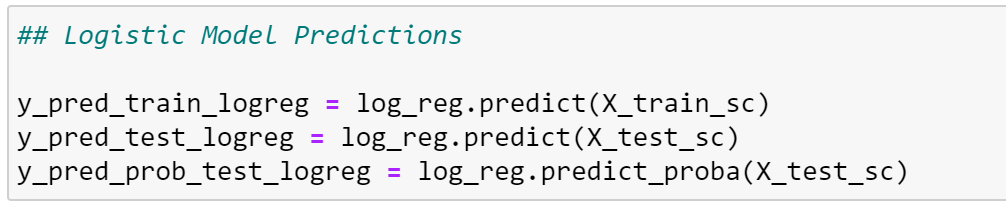 ## Logistic Model Predictions
y_pred_train_logreg = log_reg.predict(X_train_sc)
y_pred_test_logreg = log_reg.predict(X_test_sc)
y_pred_prob_test_logreg = log_reg.predict_proba(X_test_sc)